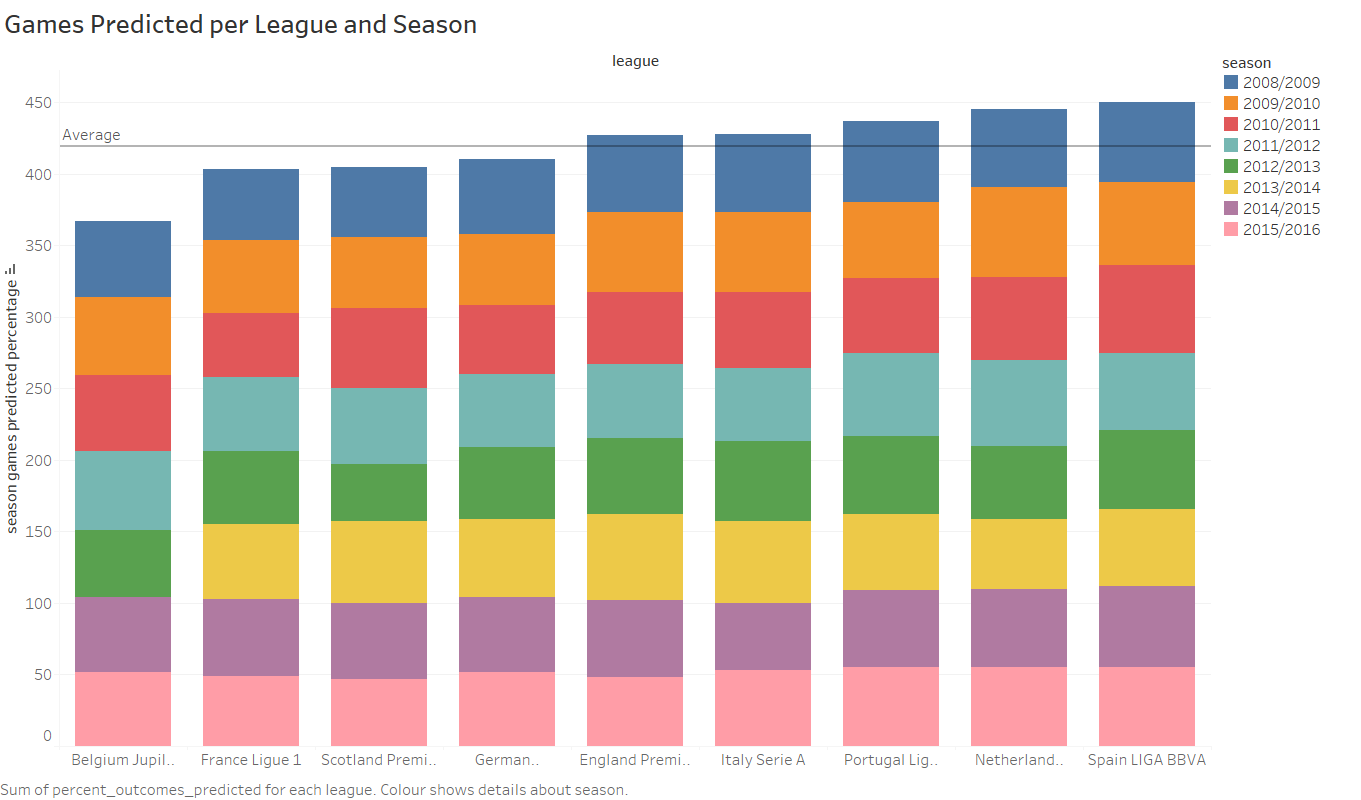 Games Predicted per League and Season
league
season
2008/2009
2009/2010
2010/2011
2011/2012
2012/2013
2013/2014
2014/2015
2015/2016
season games predicted percentage
450
400
350
300
250
200
150
100
50
0
Average
Belgium Jupil.. France Ligue 1 Scotland Premi.. German.. England Premi.. Italy Serie A Portugal Lig.. Netherland.. Spain LIGA BBVA
Sum of percent_outcomes_predicted for each league. Colour shows details about season.